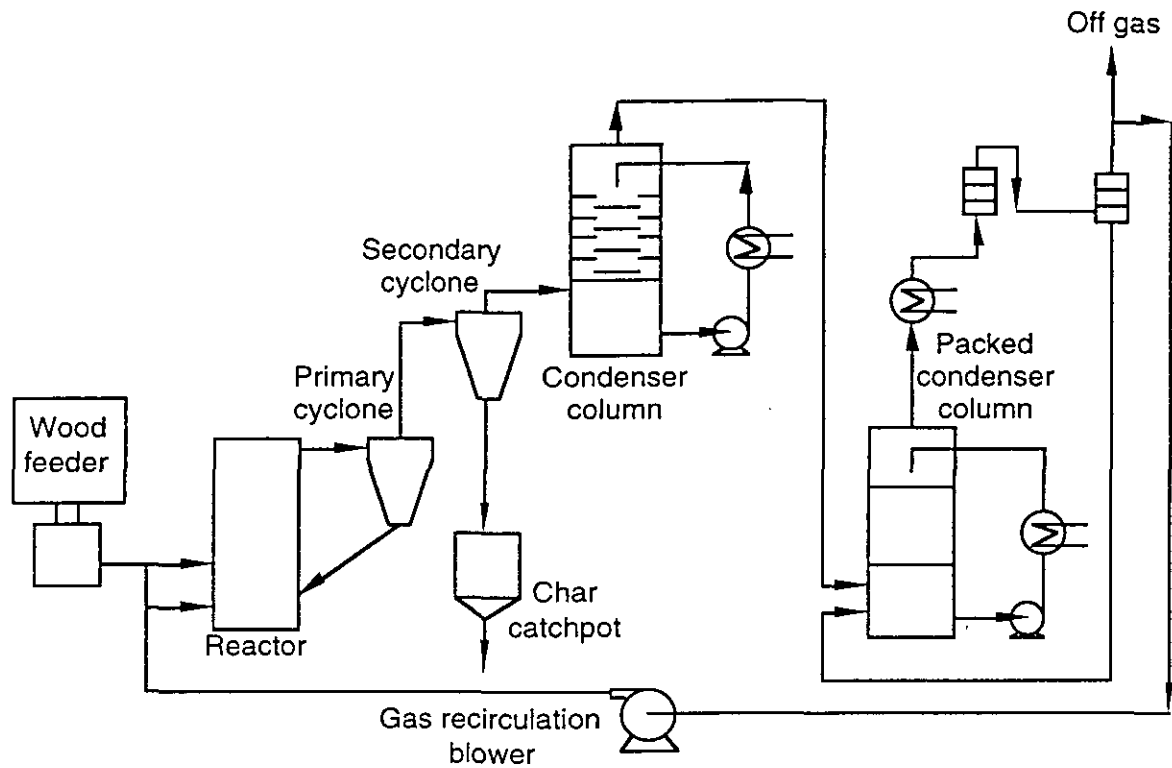 Off gas
Secondary
cyclone
Primary
cyclone
Condenser
column
Packed
condenser
column
Wood
feeder
Reactor
Char
catchpot
Gas recirculation
blower